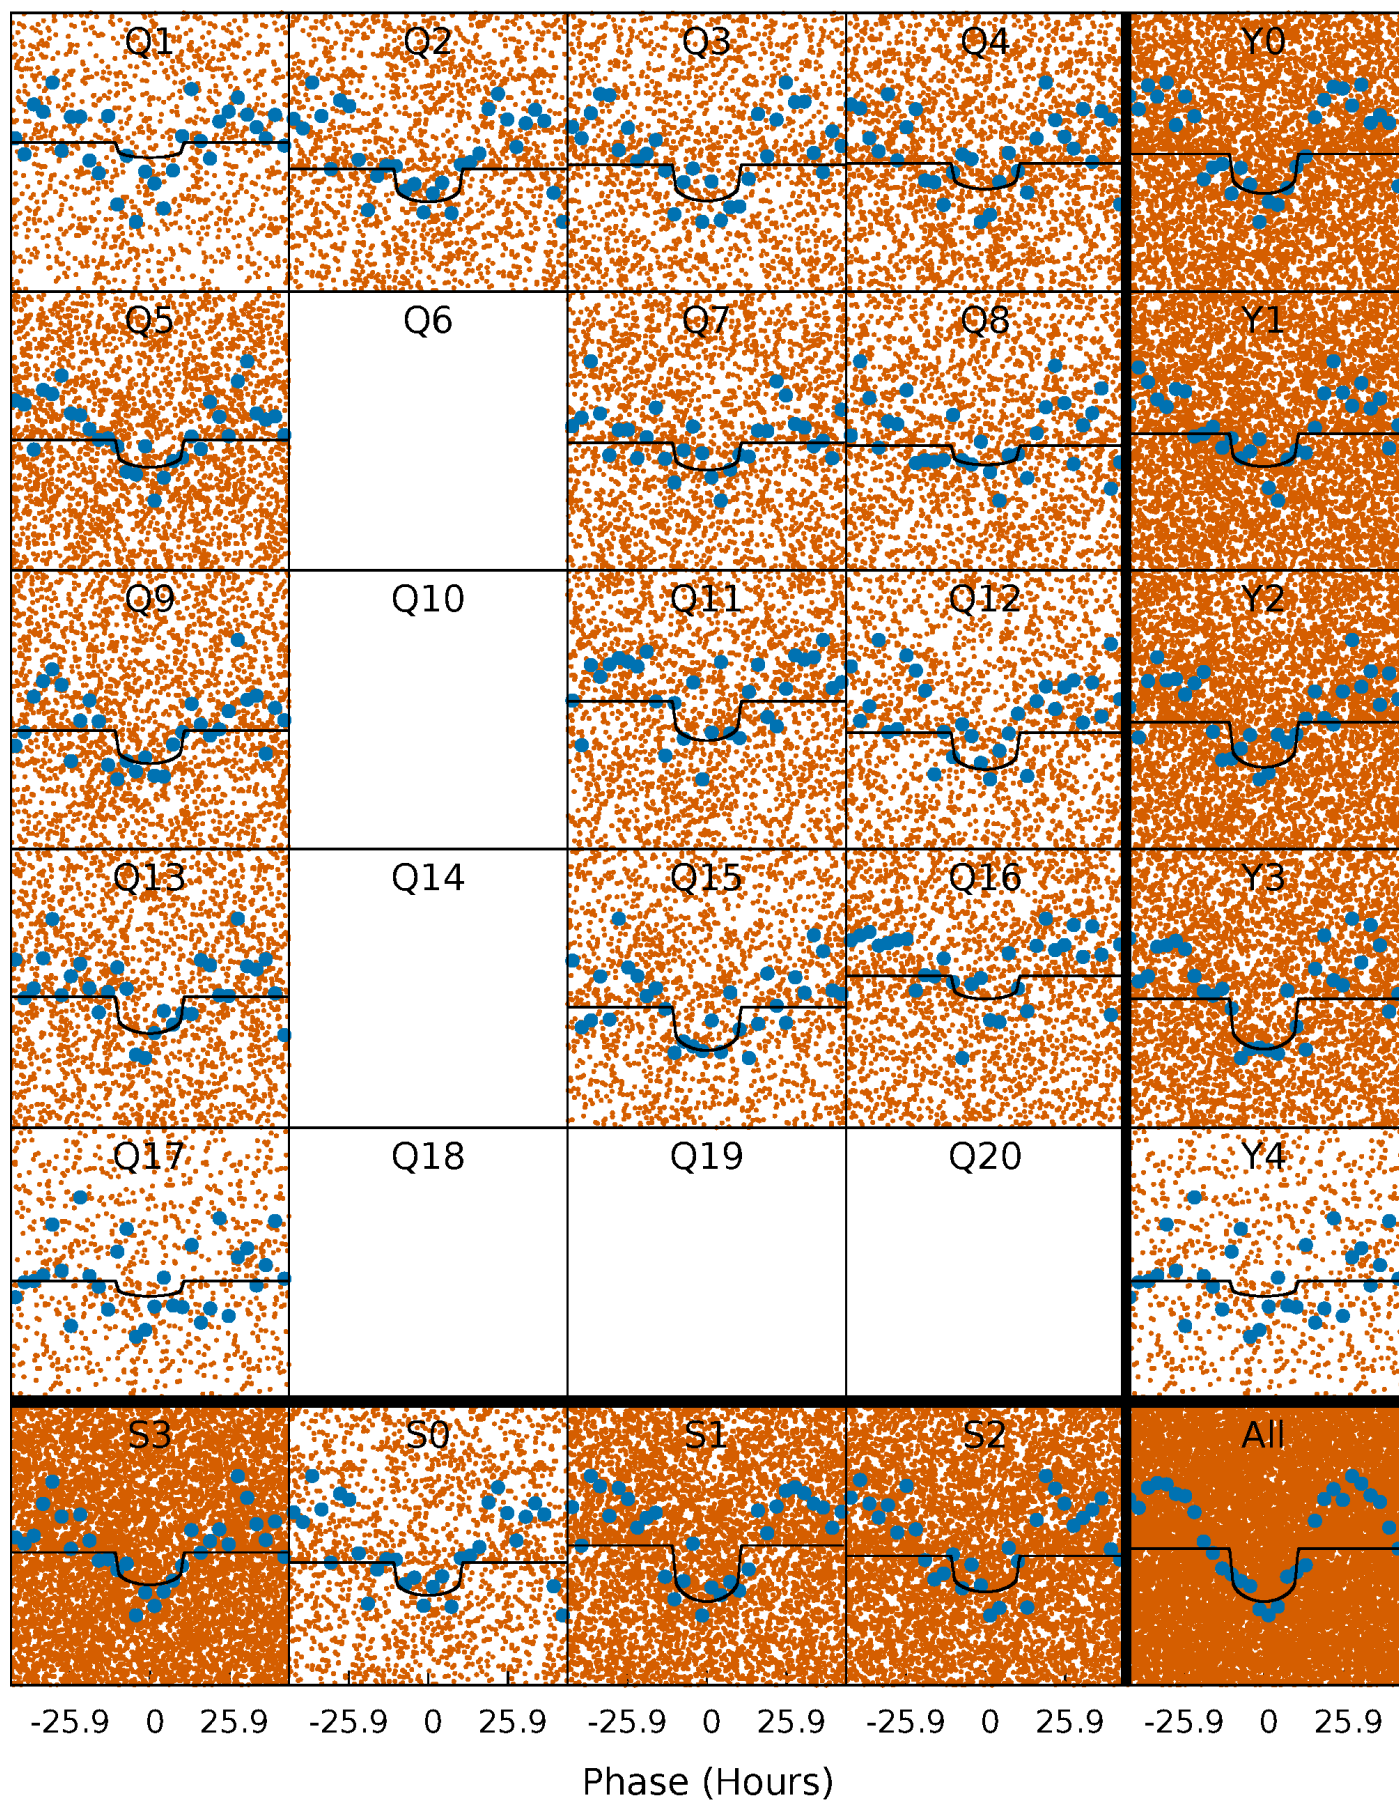 Q1 Q2 Q3 Q4 Y0
Q5 Q6 Q7 Q8 Y1
Q9 Q10 Q11 Q12 Y2
Q13 Q14 Q15 Q16 Y3
Q17 Q18 Q19 Q20 Y4
S3 S0 S1 S2 All
-25.9 0 25.9 -25.9 0 25.9 -25.9 0 25.9 -25.9 0 25.9 -25.9 0 25.9
Phase (Hours)